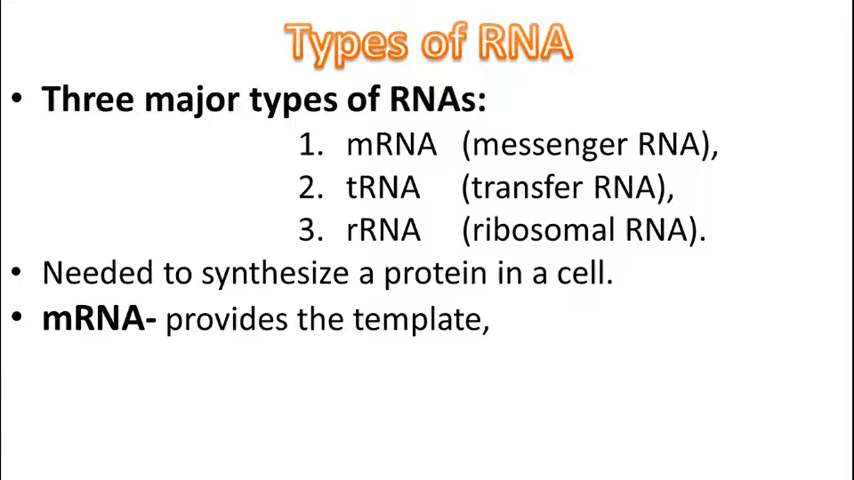 Types of RNA
• Three major types of RNAs:
1. mRNA (messenger RNA),
2. tRNA (transfer RNA),
3. rRNA (ribosomal RNA).
• Needed to synthesize a protein in a cell.
• mRNA- provides the template,